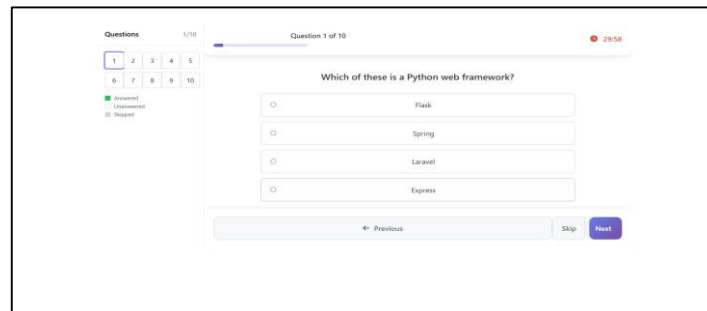 Questions 1/10
1 2 3 4 5
6 7 8 9 10
Answered
Unanswered
Skipped
Question 1 of 10
29:58
Which of these is a Python web framework?
Flask
Spring
Laravel
Express
← Previous
Skip
Next